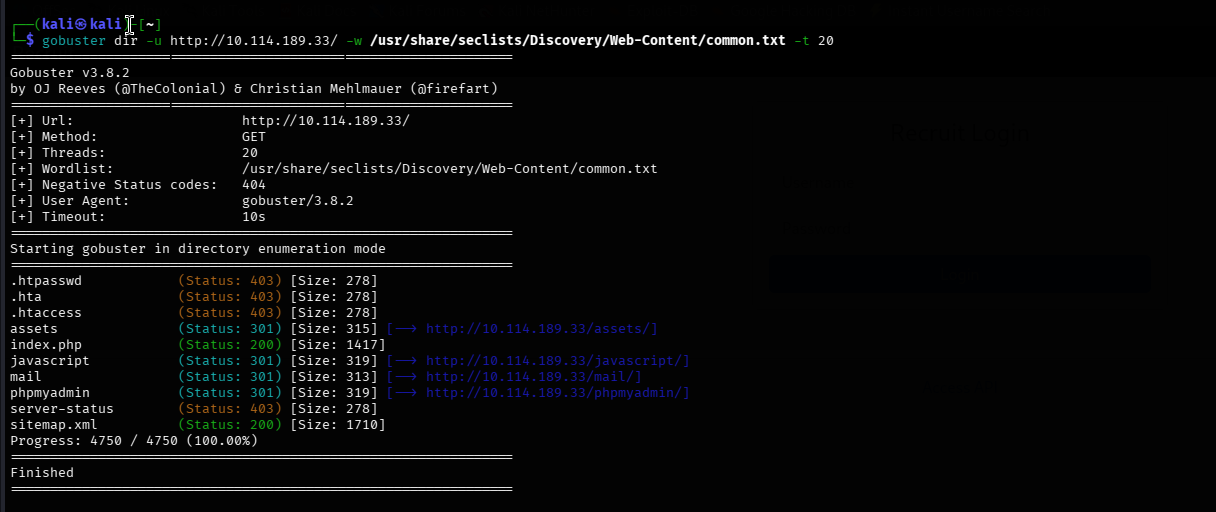 ┌──(kali㉿kali)-[~]
└─$ gobuster dir -u http://10.114.189.33/ -w /usr/share/seclists/Discovery/Web-Content/common.txt -t 20
===============================================================
Gobuster v3.8.2
by OJ Reeves (@TheColonial) & Christian Mehlmauer (@firefart)
===============================================================
[+] Url:                     http://10.114.189.33/
[+] Method:                  GET
[+] Threads:                 20
[+] Wordlist:                /usr/share/seclists/Discovery/Web-Content/common.txt
[+] Negative Status codes:   404
[+] User Agent:              gobuster/3.8.2
[+] Timeout:                 10s
===============================================================
Starting gobuster in directory enumeration mode
===============================================================
.htpasswd            (Status: 403) [Size: 278]
.hta                 (Status: 403) [Size: 278]
.htaccess            (Status: 403) [Size: 278]
assets               (Status: 301) [Size: 315] [--> http://10.114.189.33/assets/]
index.php            (Status: 200) [Size: 1417]
javascript           (Status: 301) [Size: 319] [--> http://10.114.189.33/javascript/]
mail                 (Status: 301) [Size: 313] [--> http://10.114.189.33/mail/]
phpmyadmin           (Status: 301) [Size: 319] [--> http://10.114.189.33/phpmyadmin/]
server-status        (Status: 403) [Size: 278]
sitemap.xml          (Status: 200) [Size: 1710]
Progress: 4750 / 4750 (100.00%)
===============================================================
Finished
===============================================================